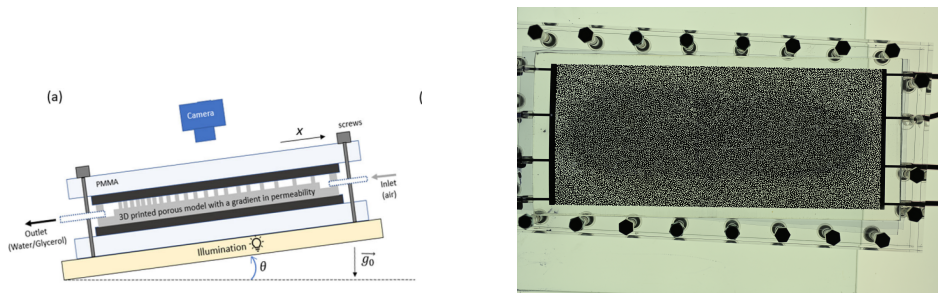 (a)
(
Camera
x
screws
PMMA
Inlet
(air)
3D printed porous model with a gradient in permeability
Outlet
(Water/Glycerol)
Illumination
θ
g₀